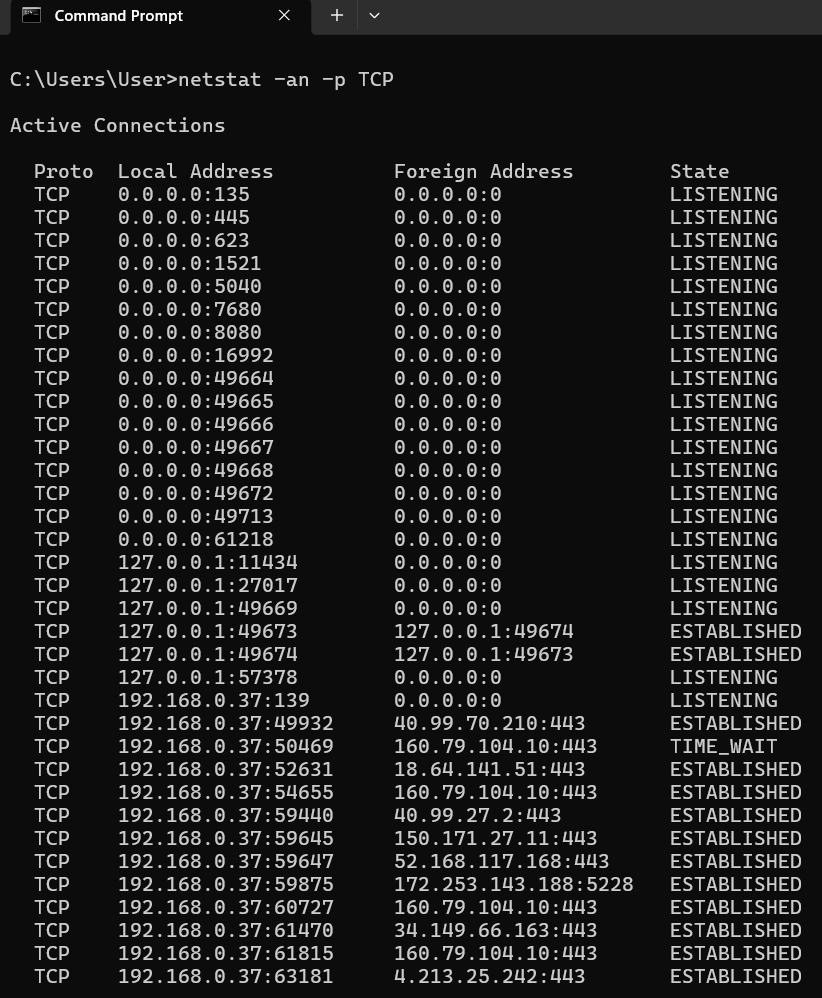 Command Prompt
C:\Users\User>netstat -an -p TCP
Active Connections
Proto  Local Address          Foreign Address        State
TCP    0.0.0.0:135            0.0.0.0:0              LISTENING
TCP    0.0.0.0:445            0.0.0.0:0              LISTENING
TCP    0.0.0.0:623            0.0.0.0:0              LISTENING
TCP    0.0.0.0:1521           0.0.0.0:0              LISTENING
TCP    0.0.0.0:5040           0.0.0.0:0              LISTENING
TCP    0.0.0.0:7680           0.0.0.0:0              LISTENING
TCP    0.0.0.0:8080           0.0.0.0:0              LISTENING
TCP    0.0.0.0:16992          0.0.0.0:0              LISTENING
TCP    0.0.0.0:49664          0.0.0.0:0              LISTENING
TCP    0.0.0.0:49665          0.0.0.0:0              LISTENING
TCP    0.0.0.0:49666          0.0.0.0:0              LISTENING
TCP    0.0.0.0:49667          0.0.0.0:0              LISTENING
TCP    0.0.0.0:49668          0.0.0.0:0              LISTENING
TCP    0.0.0.0:49672          0.0.0.0:0              LISTENING
TCP    0.0.0.0:49713          0.0.0.0:0              LISTENING
TCP    0.0.0.0:61218          0.0.0.0:0              LISTENING
TCP    127.0.0.1:11434        0.0.0.0:0              LISTENING
TCP    127.0.0.1:27017        0.0.0.0:0              LISTENING
TCP    127.0.0.1:49669        0.0.0.0:0              LISTENING
TCP    127.0.0.1:49673        127.0.0.1:49674        ESTABLISHED
TCP    127.0.0.1:49674        127.0.0.1:49673        ESTABLISHED
TCP    127.0.0.1:57378        0.0.0.0:0              LISTENING
TCP    192.168.0.37:139       0.0.0.0:0              LISTENING
TCP    192.168.0.37:49932     40.99.70.210:443       ESTABLISHED
TCP    192.168.0.37:50469     160.79.104.10:443      TIME_WAIT
TCP    192.168.0.37:52631     18.64.141.51:443       ESTABLISHED
TCP    192.168.0.37:54655     160.79.104.10:443      ESTABLISHED
TCP    192.168.0.37:59440     40.99.27.2:443         ESTABLISHED
TCP    192.168.0.37:59645     150.171.27.11:443      ESTABLISHED
TCP    192.168.0.37:59647     52.168.117.168:443     ESTABLISHED
TCP    192.168.0.37:59875     172.253.143.188:5228   ESTABLISHED
TCP    192.168.0.37:60727     160.79.104.10:443      ESTABLISHED
TCP    192.168.0.37:61470     34.149.66.163:443      ESTABLISHED
TCP    192.168.0.37:61815     160.79.104.10:443      ESTABLISHED
TCP    192.168.0.37:63181     4.213.25.242:443       ESTABLISHED